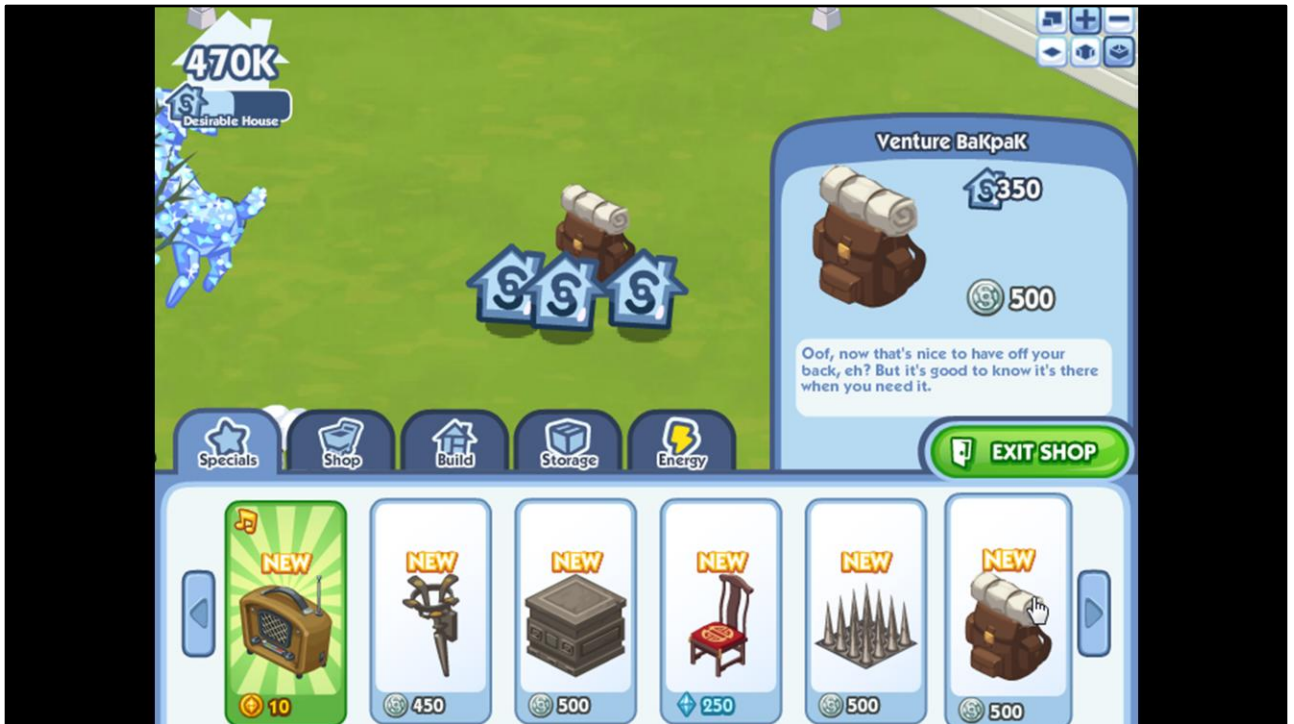 470K
Desirable House
Venture BaKpaK
350
500
Oof, now that's nice to have off your
back, eh? But it's good to know it's there
when you need it.
Specials
Shop
Build
Storage
Energy
EXIT SHOP
NEW
NEW
NEW
NEW
NEW
NEW
10
450
500
250
500
500